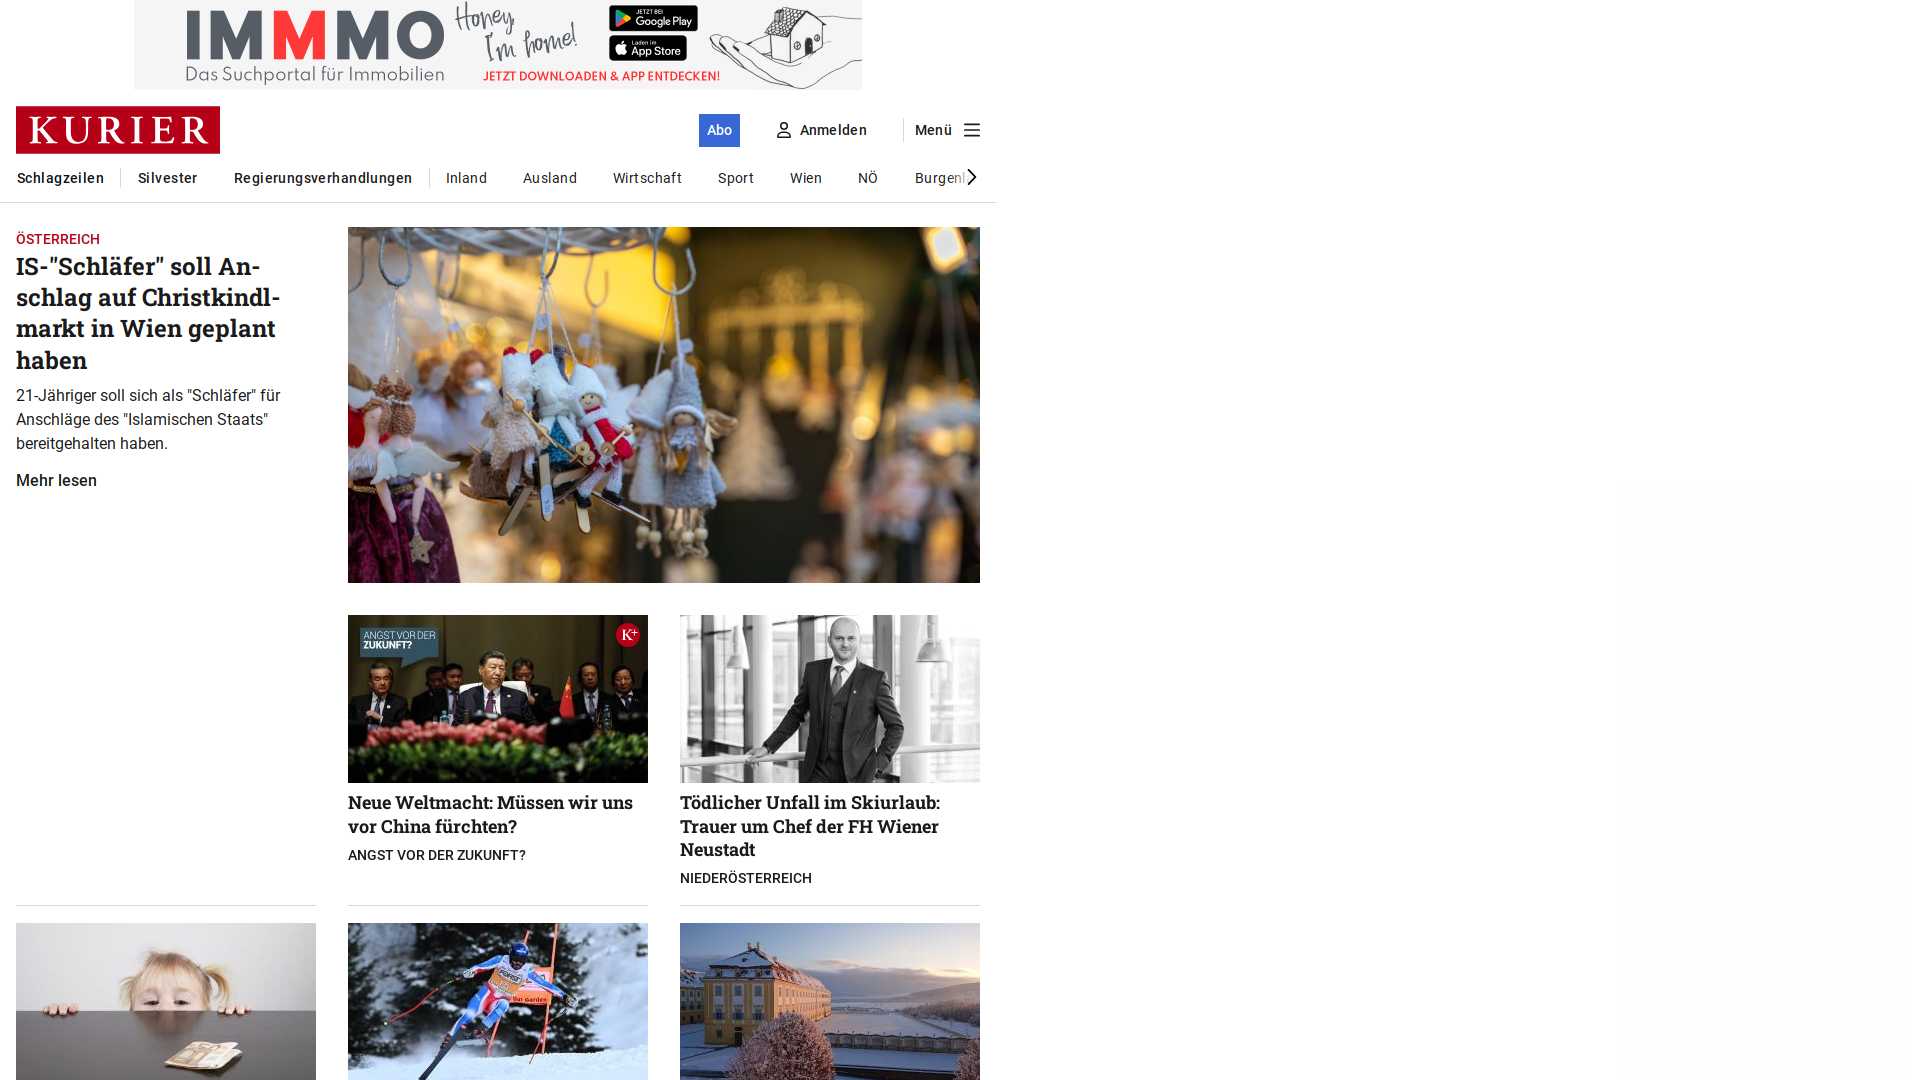 IMMMO
Das Suchportal für Immobilien
Honey,
I'm home!
JETZT BEI
Google Play
Laden im
App Store
JETZT DOWNLOADEN & APP ENTDECKEN!
KURIER
Abo
Anmelden
Menü
Schlagzeilen
Silvester
Regierungsverhandlungen
Inland
Ausland
Wirtschaft
Sport
Wien
NÖ
Burgenl
ÖSTERREICH
IS-"Schläfer" soll An-
schlag auf Christkindl-
markt in Wien geplant
haben
21-Jähriger soll sich als "Schläfer" für
Anschläge des "Islamischen Staats"
bereitgehalten haben.
Mehr lesen
ANGST VOR DER
ZUKUNFT?
K+
Neue Weltmacht: Müssen wir uns
vor China fürchten?
ANGST VOR DER ZUKUNFT?
Tödlicher Unfall im Skiurlaub:
Trauer um Chef der FH Wiener
Neustadt
NIEDERÖSTERREICH